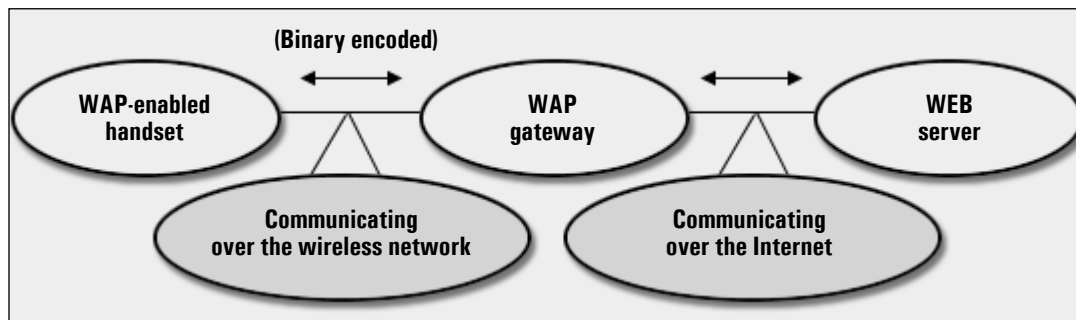 (Binary encoded)
WAP-enabled
handset
WAP
gateway
WEB
server
Communicating
over the wireless network
Communicating
over the Internet